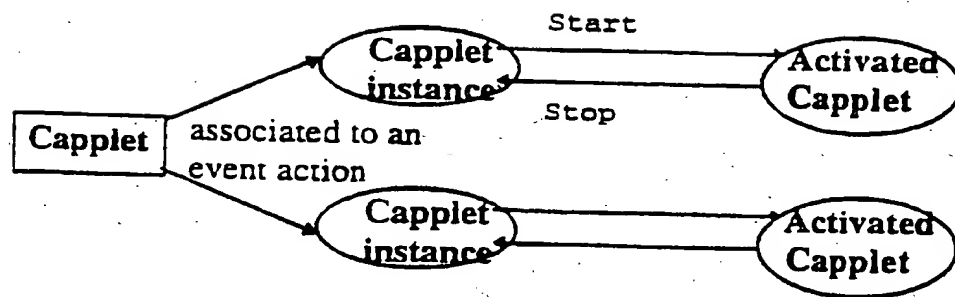 Start
Capplet
instance
Activated
Capplet
Stop
Capplet
associated to an
event action
Capplet
instance
Activated
Capplet